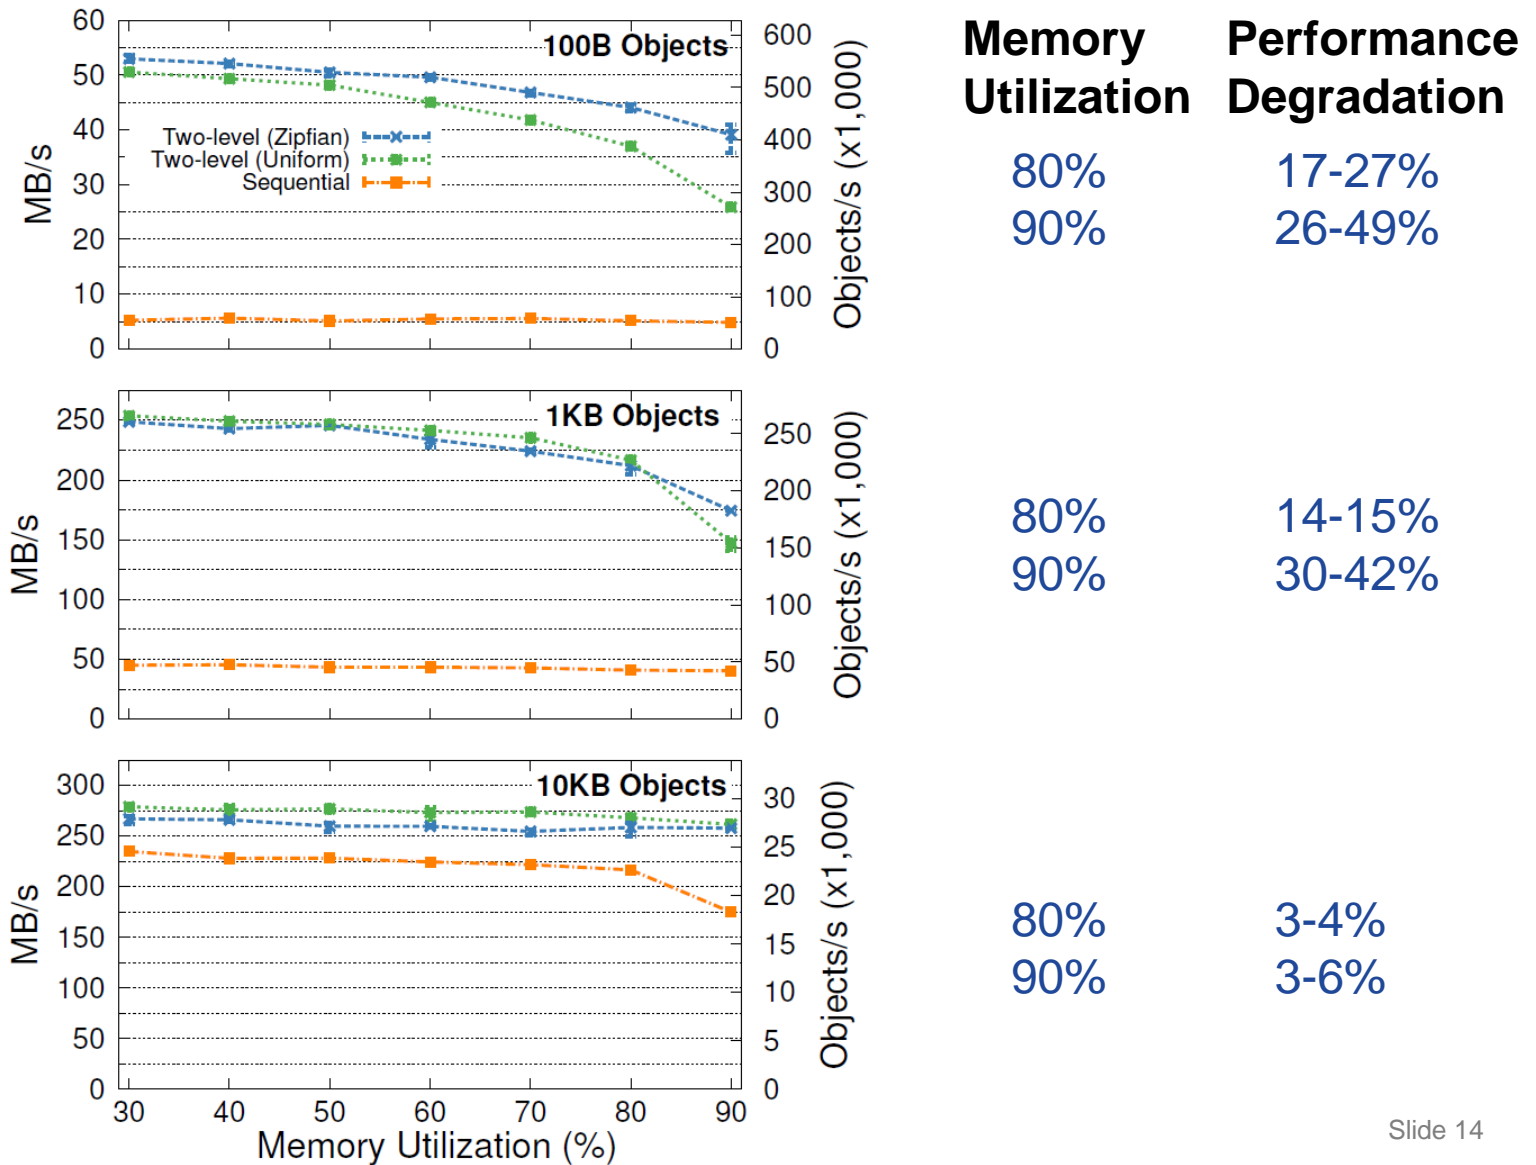 60
50
40
30
20
10
0
MB/s
100B Objects
Two-level (Zipfian)
Two-level (Uniform)
Sequential
600
500
400
300
200
100
0
Objects/s (x1,000)
250
200
150
100
50
0
MB/s
1KB Objects
250
200
150
100
50
0
Objects/s (x1,000)
300
250
200
150
100
50
0
MB/s
10KB Objects
30
25
20
15
10
5
0
Objects/s (x1,000)
30 40 50 60 70 80 90
Memory Utilization (%)
Memory Performance
Utilization Degradation
80% 17-27%
90% 26-49%
80% 14-15%
90% 30-42%
80% 3-4%
90% 3-6%
Slide 14